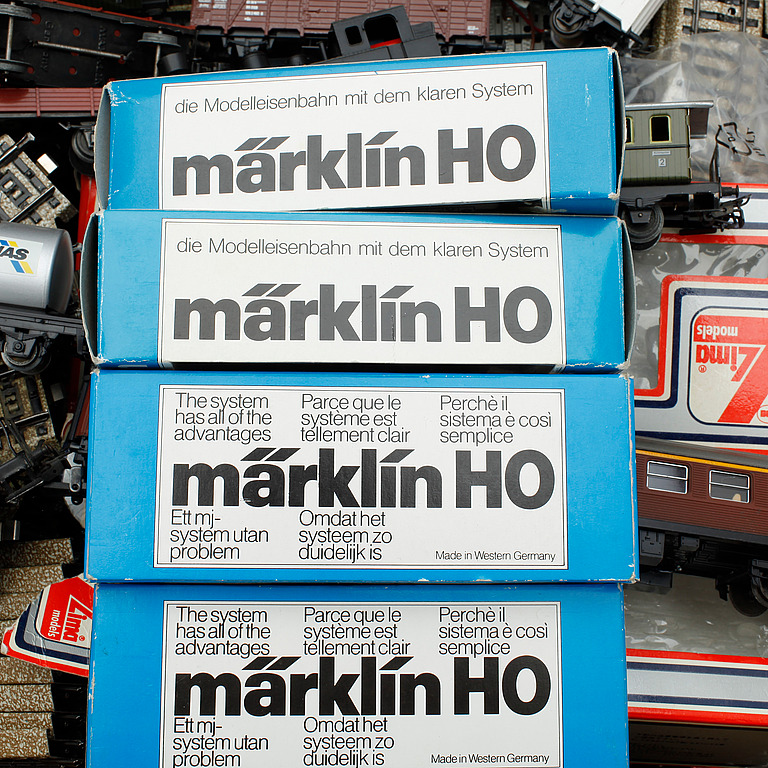 die Modelleisenbahn mit dem klaren System
märklin HO
die Modelleisenbahn mit dem klaren System
märklin HO
The system
has all of the
advantages
Parce que le
système est
tellement clair
Perchè il
sistema è così
semplice
märklin HO
Ett mj-
system utan
problem
Omdat het
systeem zo
duidelijk is
Made in Western Germany
The system
has all of the
advantages
Parce que le
système est
tellement clair
Perchè il
sistema è così
semplice
märklin HO
Ett mj-
system utan
problem
Omdat het
systeem zo
duidelijk is
Made in Western Germany
2
Lima
models
®
Lima
models